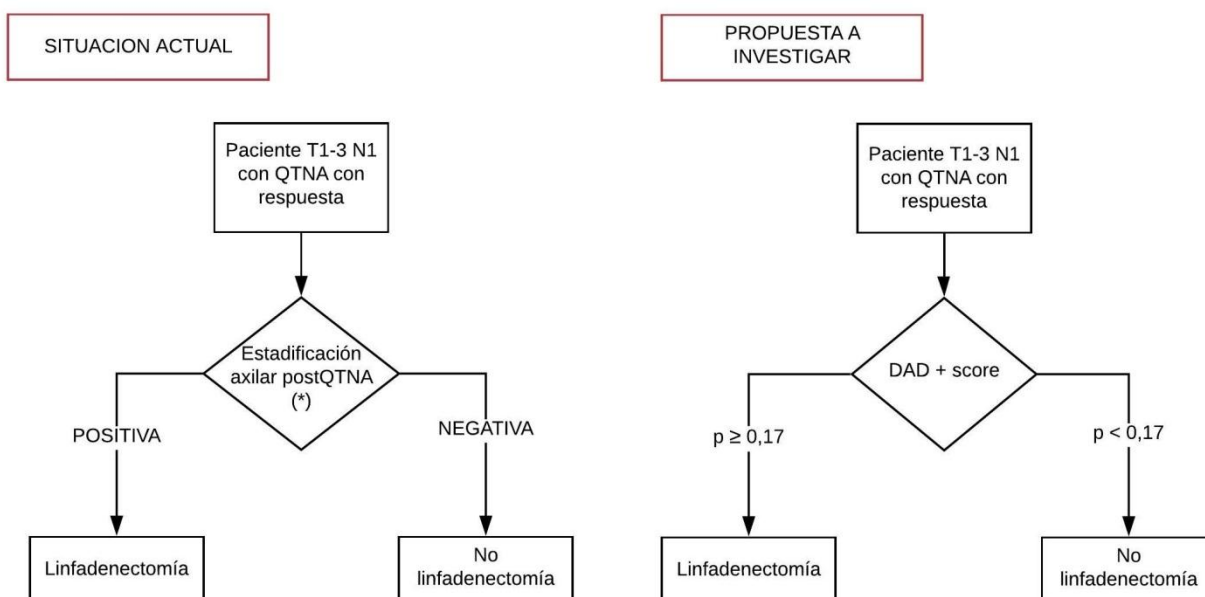 SITUACION ACTUAL
Paciente T1-3 N1
con QTNA con
respuesta
Estadificación
axilar postQTNA
(*)
POSITIVA
NEGATIVA
Linfadenectomía
No
linfadenectomía
PROPUESTA A
INVESTIGAR
Paciente T1-3 N1
con QTNA con
respuesta
DAD + score
p ≥ 0,17
p < 0,17
Linfadenectomía
No
linfadenectomía